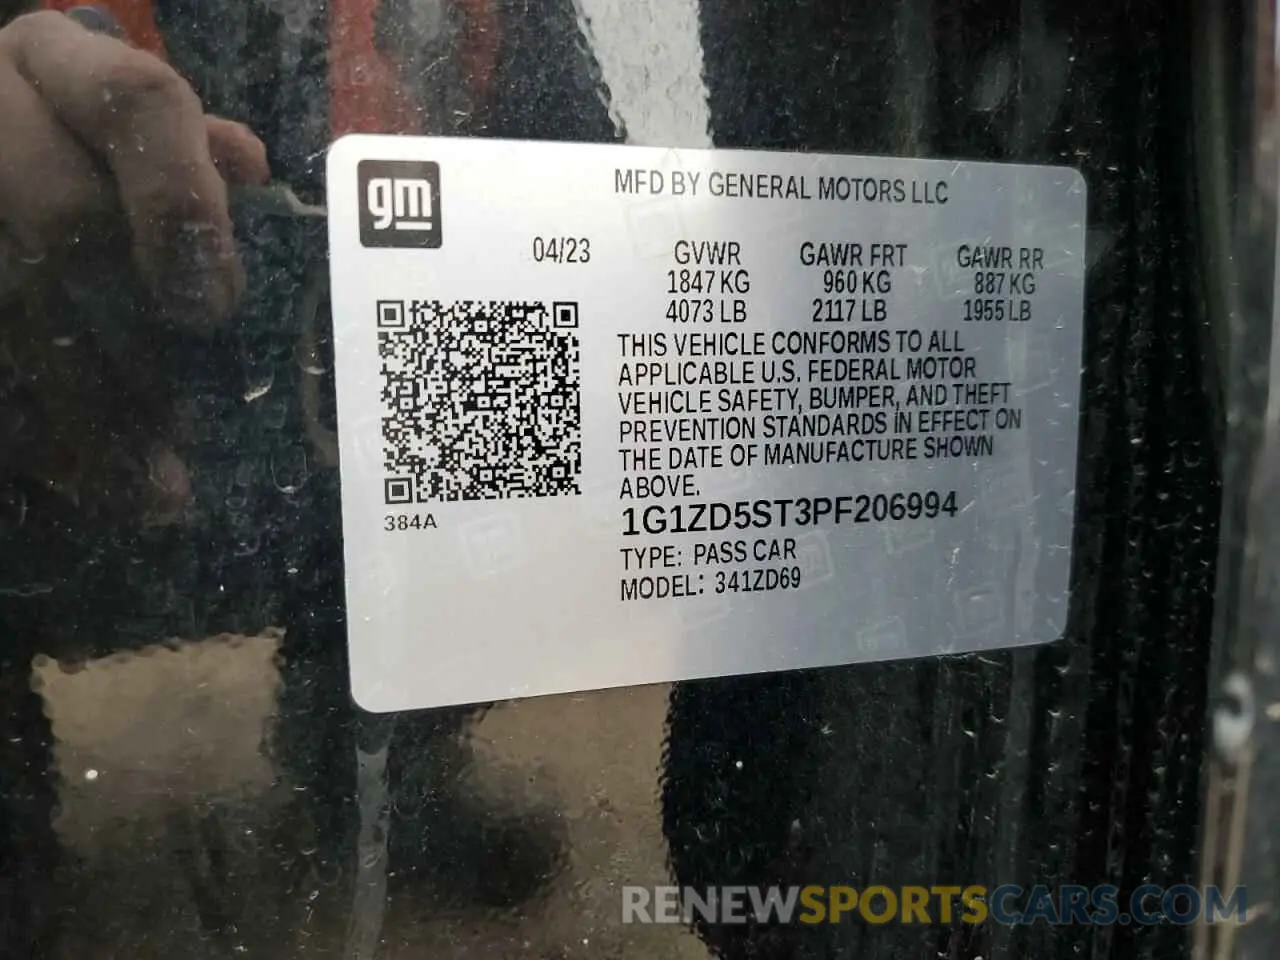 gm
MFD BY GENERAL MOTORS LLC
04/23 GVWR GAWR FRT GAWR RR
1847 KG 960 KG 887 KG
4073 LB 2117 LB 1955 LB
THIS VEHICLE CONFORMS TO ALL
APPLICABLE U.S. FEDERAL MOTOR
VEHICLE SAFETY, BUMPER, AND THEFT
PREVENTION STANDARDS IN EFFECT ON
THE DATE OF MANUFACTURE SHOWN
ABOVE.
384A
1G1ZD5ST3PF206994
TYPE: PASS CAR
MODEL: 341ZD69
RENEWSPORTSCARS.COM